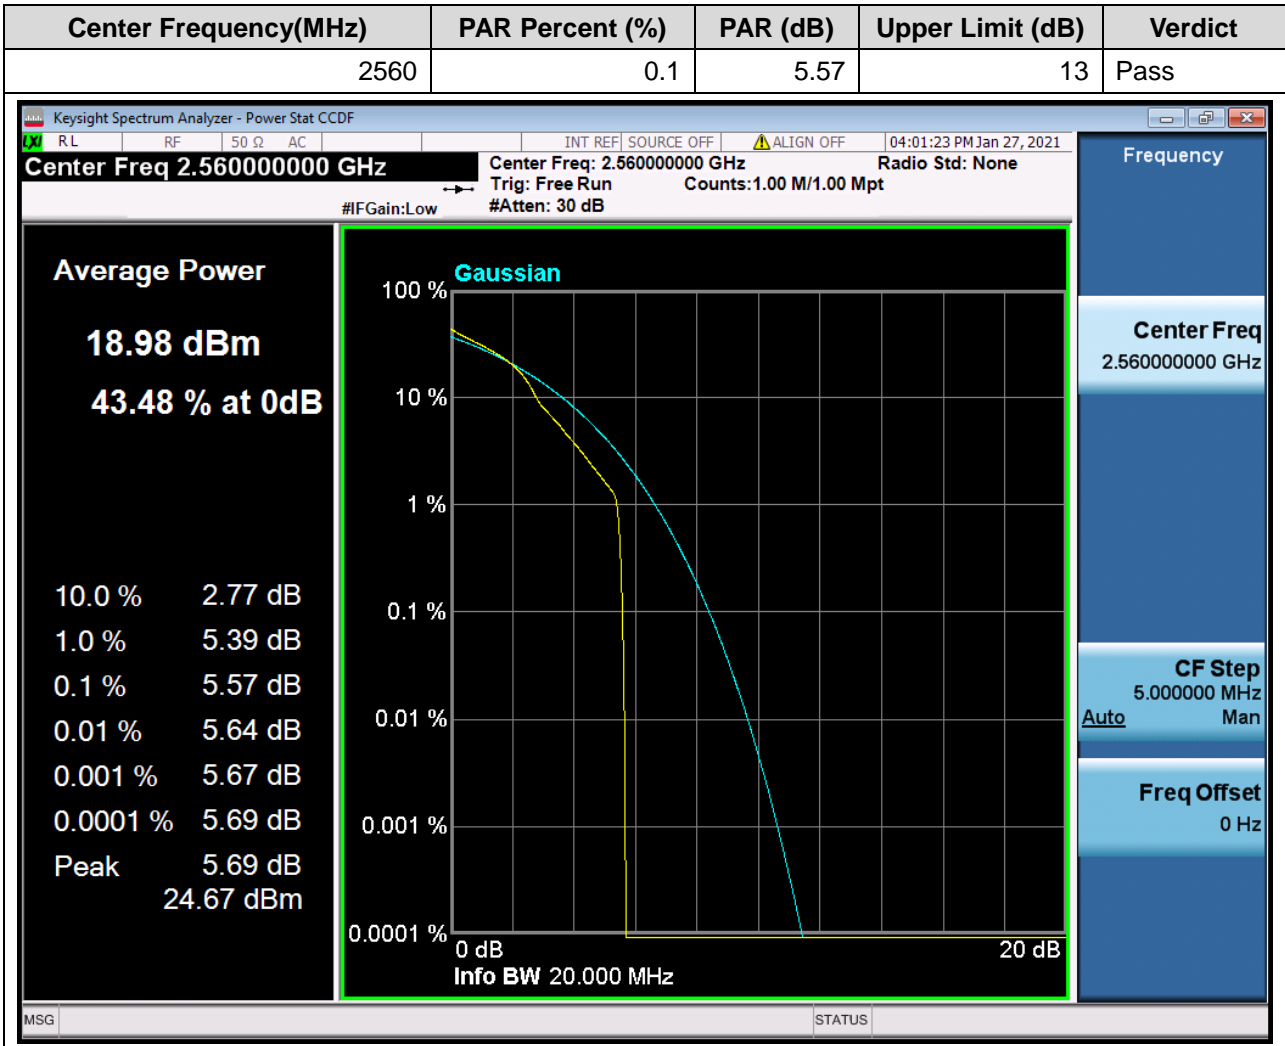 Center Frequency(MHz) PAR Percent (%) PAR (dB) Upper Limit (dB) Verdict
2560 0.1 5.57 13 Pass
Keysight Spectrum Analyzer - Power Stat CCDF
LXI RL RF 50 Ω AC INT REF SOURCE OFF ALIGN OFF 04:01:23 PM Jan 27, 2021
Center Freq 2.560000000 GHz
#IFGain:Low
Center Freq: 2.560000000 GHz Radio Std: None
Trig: Free Run Counts:1.00 M/1.00 Mpt
#Atten: 30 dB
Average Power
18.98 dBm
43.48 % at 0dB
10.0 % 2.77 dB
1.0 % 5.39 dB
0.1 % 5.57 dB
0.01 % 5.64 dB
0.001 % 5.67 dB
0.0001 % 5.69 dB
Peak 5.69 dB
24.67 dBm
Gaussian
100 %
10 %
1 %
0.1 %
0.01 %
0.001 %
0.0001 %
0 dB 20 dB
Info BW 20.000 MHz
Frequency
Center Freq
2.560000000 GHz
CF Step
5.000000 MHz
Auto Man
Freq Offset
0 Hz
MSG STATUS